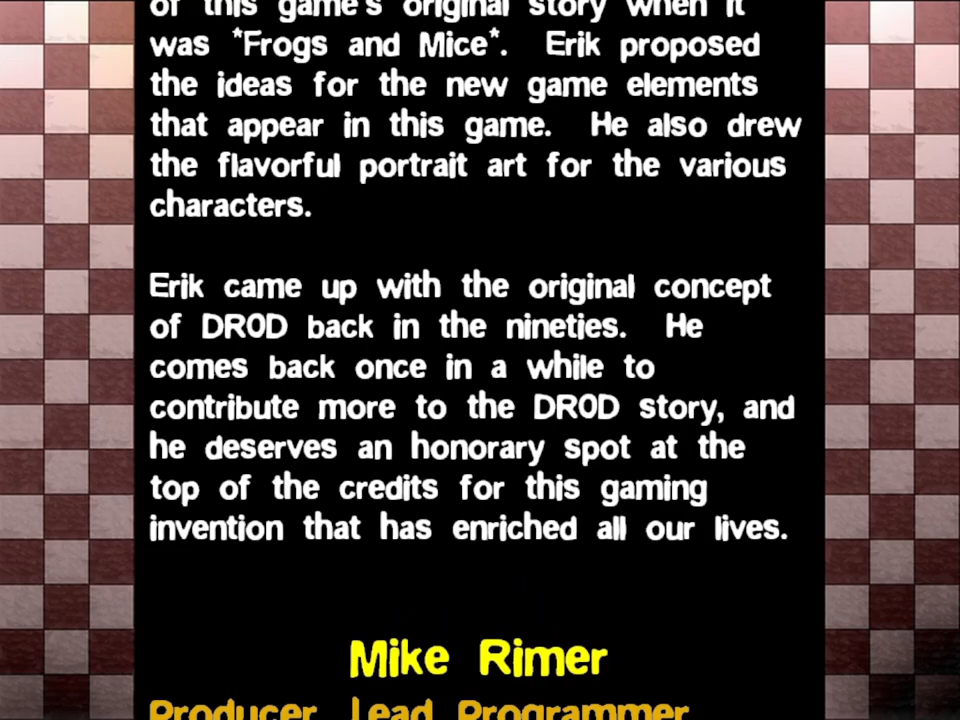 of this game's original story when it
was *Frogs and Mice*. Erik proposed
the ideas for the new game elements
that appear in this game. He also drew
the flavorful portrait art for the various
characters.
Erik came up with the original concept
of DROD back in the nineties. He
comes back once in a while to
contribute more to the DROD story, and
he deserves an honorary spot at the
top of the credits for this gaming
invention that has enriched all our lives.
Mike Rimer
Producer, Lead Programmer